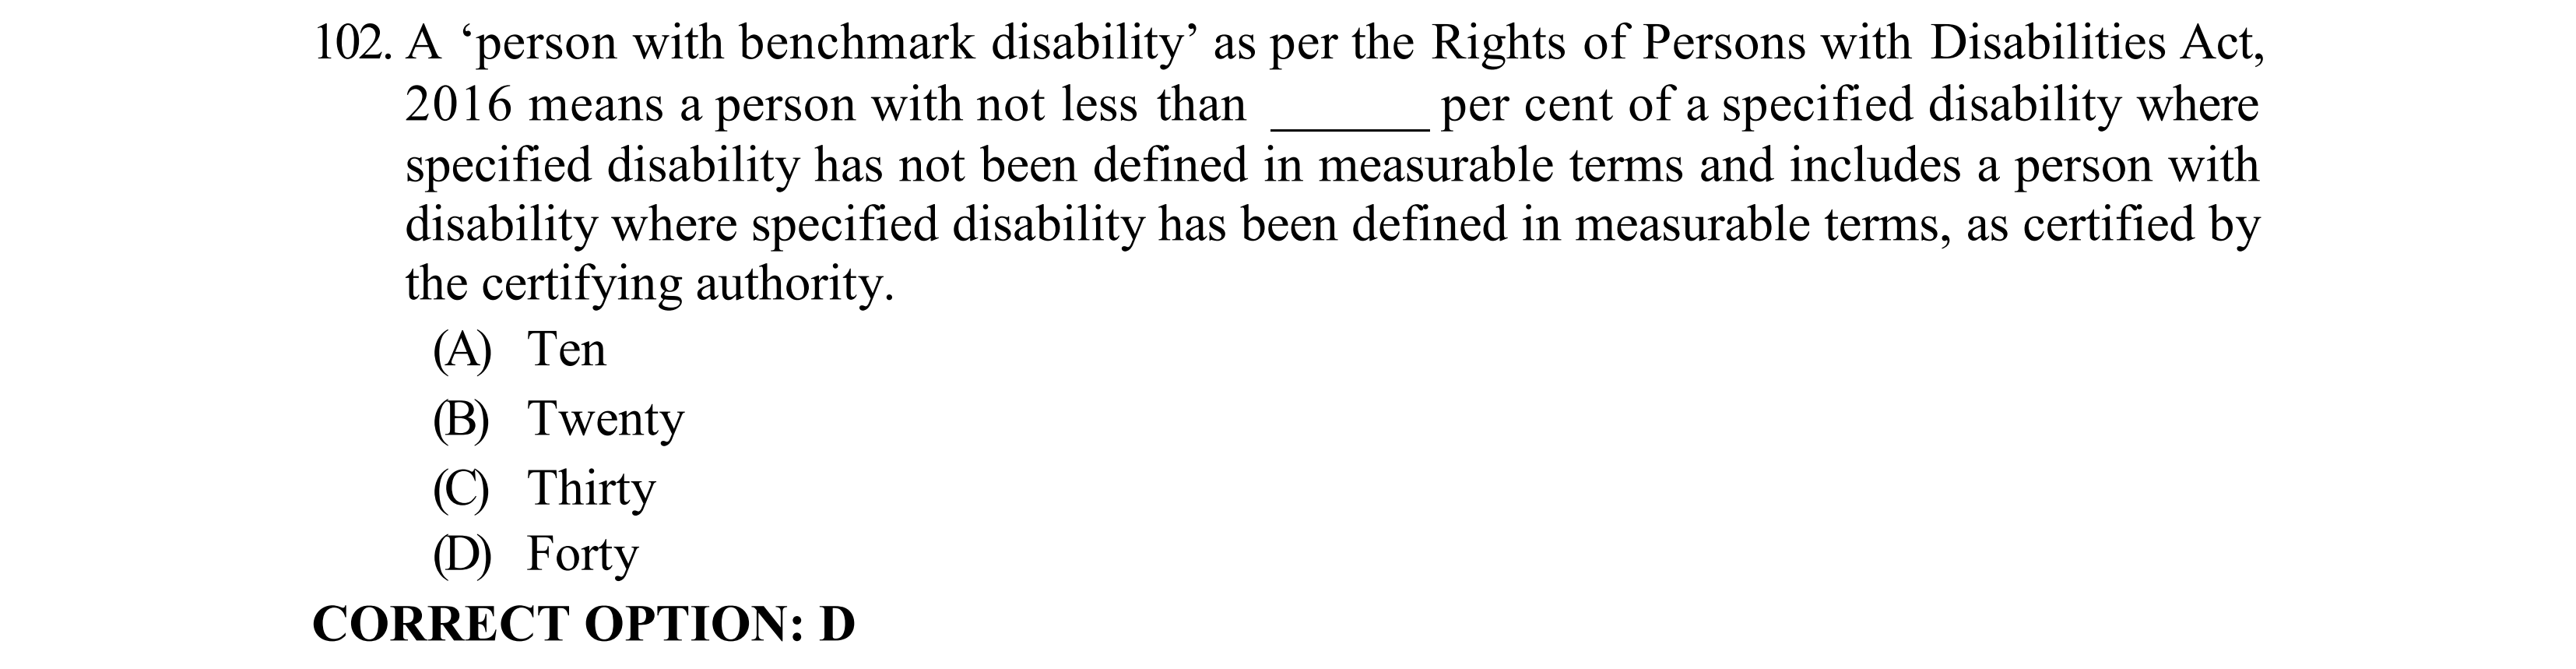 102. A ‘person with benchmark disability’ as per the Rights of Persons with Disabilities Act,
2016 means a person with not less than ______ per cent of a specified disability where
specified disability has not been defined in measurable terms and includes a person with
disability where specified disability has been defined in measurable terms, as certified by
the certifying authority.
(A) Ten
(B) Twenty
(C) Thirty
(D) Forty
CORRECT OPTION: D